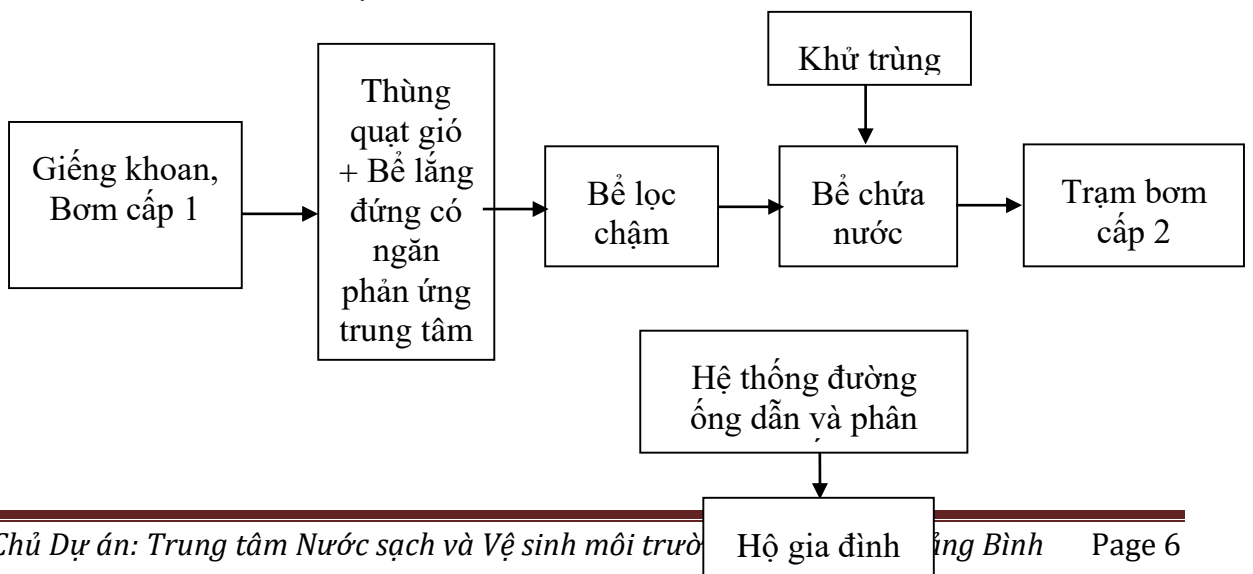 Khử trùng
Thùng
quạt gió
+ Bể lắng
đứng có
ngăn
phản ứng
trung tâm
Giếng khoan,
Bơm cấp 1
Bể lọc
chậm
Bể chứa
nước
Trạm bơm
cấp 2
Hệ thống đường
ống dẫn và phân
Hộ gia đình
Chủ Dự án: Trung tâm Nước sạch và Vệ sinh môi Bình Page 6